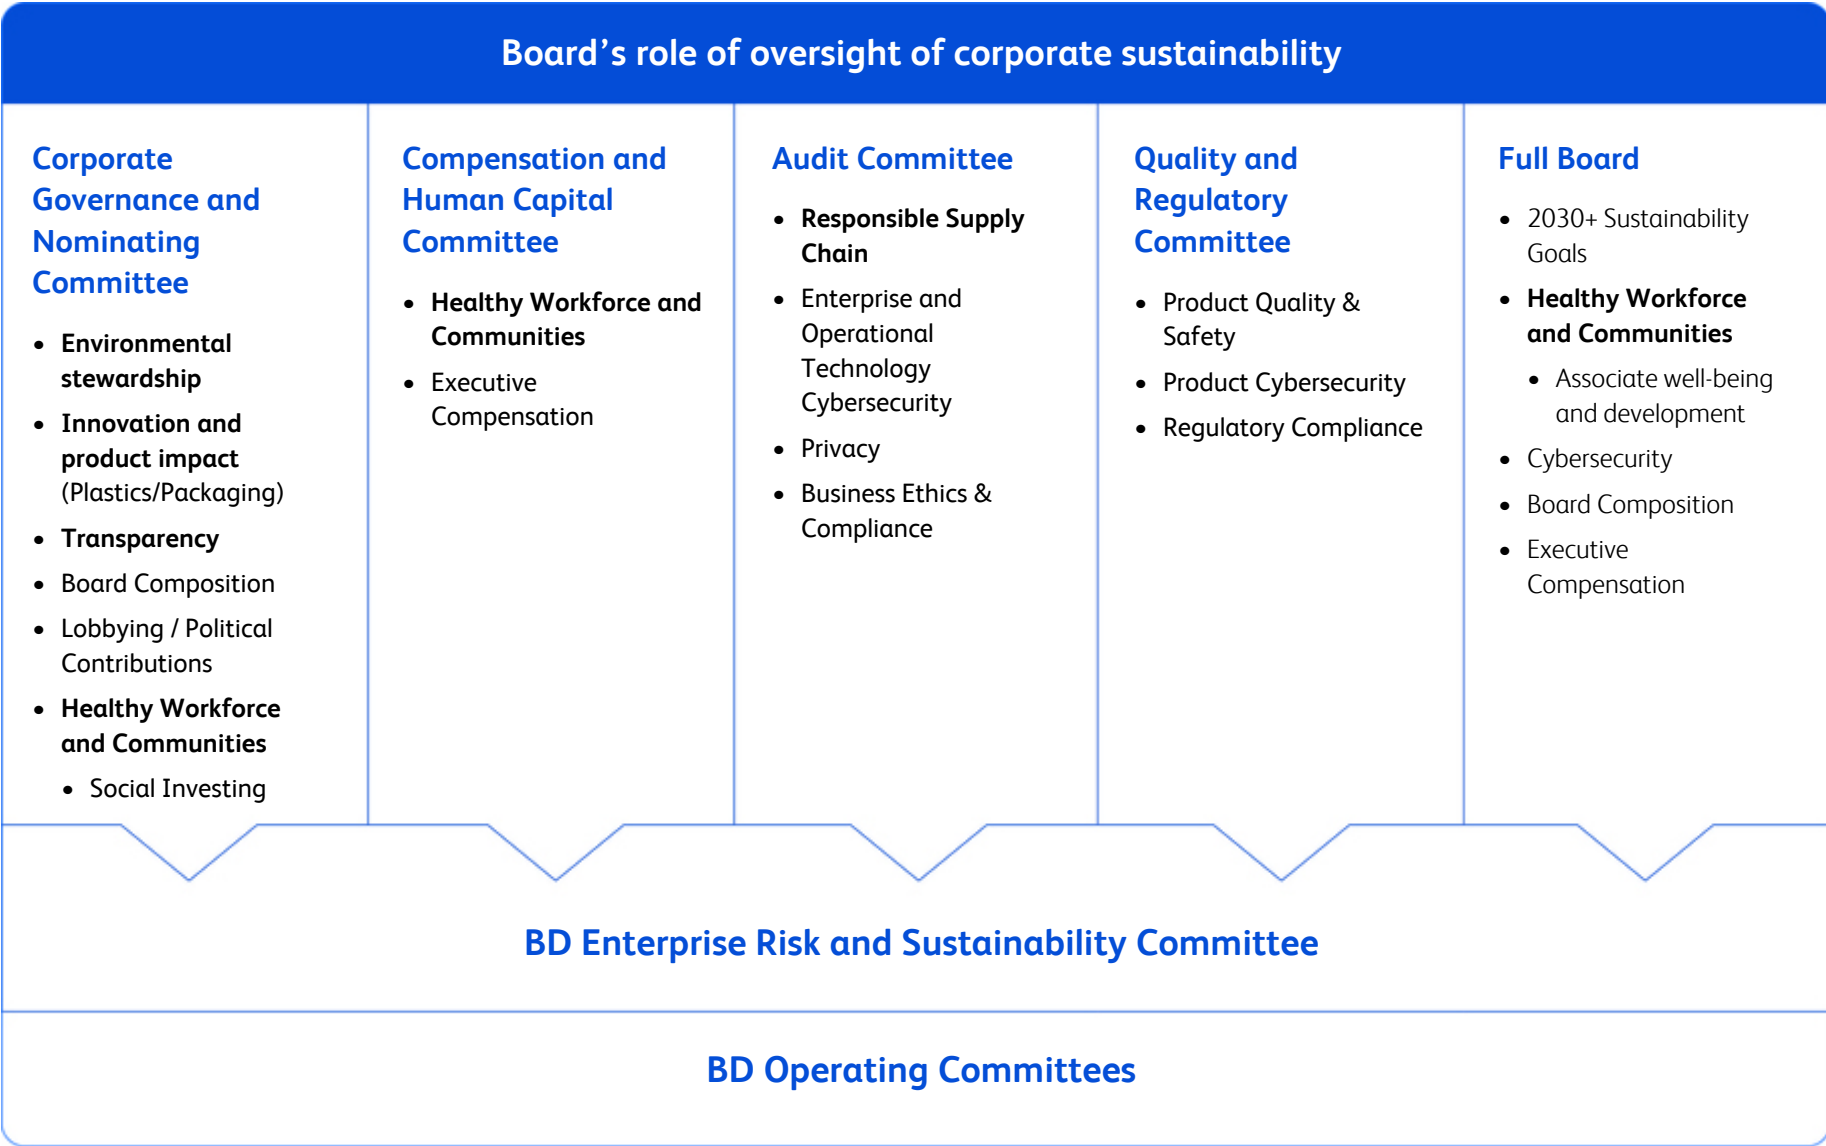 Board's role of oversight of corporate sustainability
Corporate
Governance and
Nominating
Committee
• Environmental
stewardship
• Innovation and
product impact
(Plastics/Packaging)
• Transparency
• Board Composition
• Lobbying / Political
Contributions
• Healthy Workforce
and Communities
• Social Investing
Compensation and
Human Capital
Committee
• Healthy Workforce and
Communities
• Executive
Compensation
Audit Committee
• Responsible Supply
Chain
• Enterprise and
Operational
Technology
Cybersecurity
• Privacy
• Business Ethics &
Compliance
Quality and
Regulatory
Committee
• Product Quality &
Safety
• Product Cybersecurity
• Regulatory Compliance
Full Board
• 2030+ Sustainability
Goals
• Healthy Workforce
and Communities
• Associate well-being
and development
• Cybersecurity
• Board Composition
• Executive
Compensation
BD Enterprise Risk and Sustainability Committee
BD Operating Committees